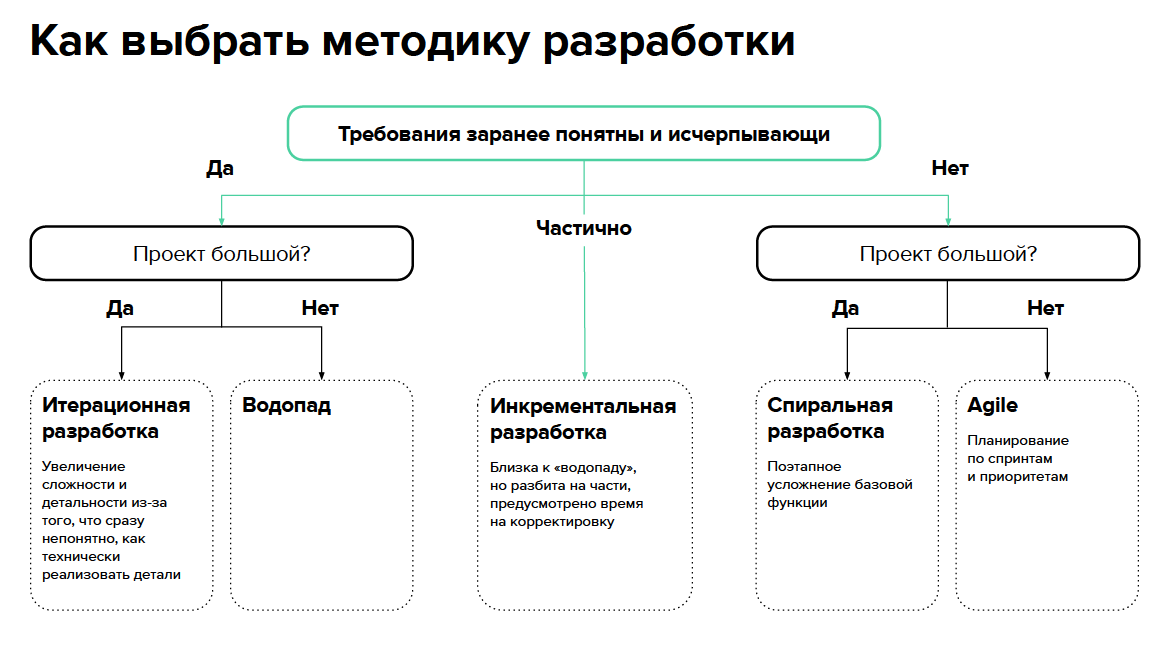 Как выбрать методику разработки
Требования заранее понятны и исчерпывающи
Да
Нет
Частично
Проект большой?
Проект большой?
Да
Нет
Да
Нет
Итерационная
разработка
Увеличение
сложности и
детальности из-за
того, что сразу
непонятно, как
технически
реализовать детали
Водопад
Инкрементальная
разработка
Близка к «водопаду»,
но разбита на части,
предусмотрено время
на корректировку
Спиральная
разработка
Поэтапное
усложнение базовой
функции
Agile
Планирование
по спринтам
и приоритетам